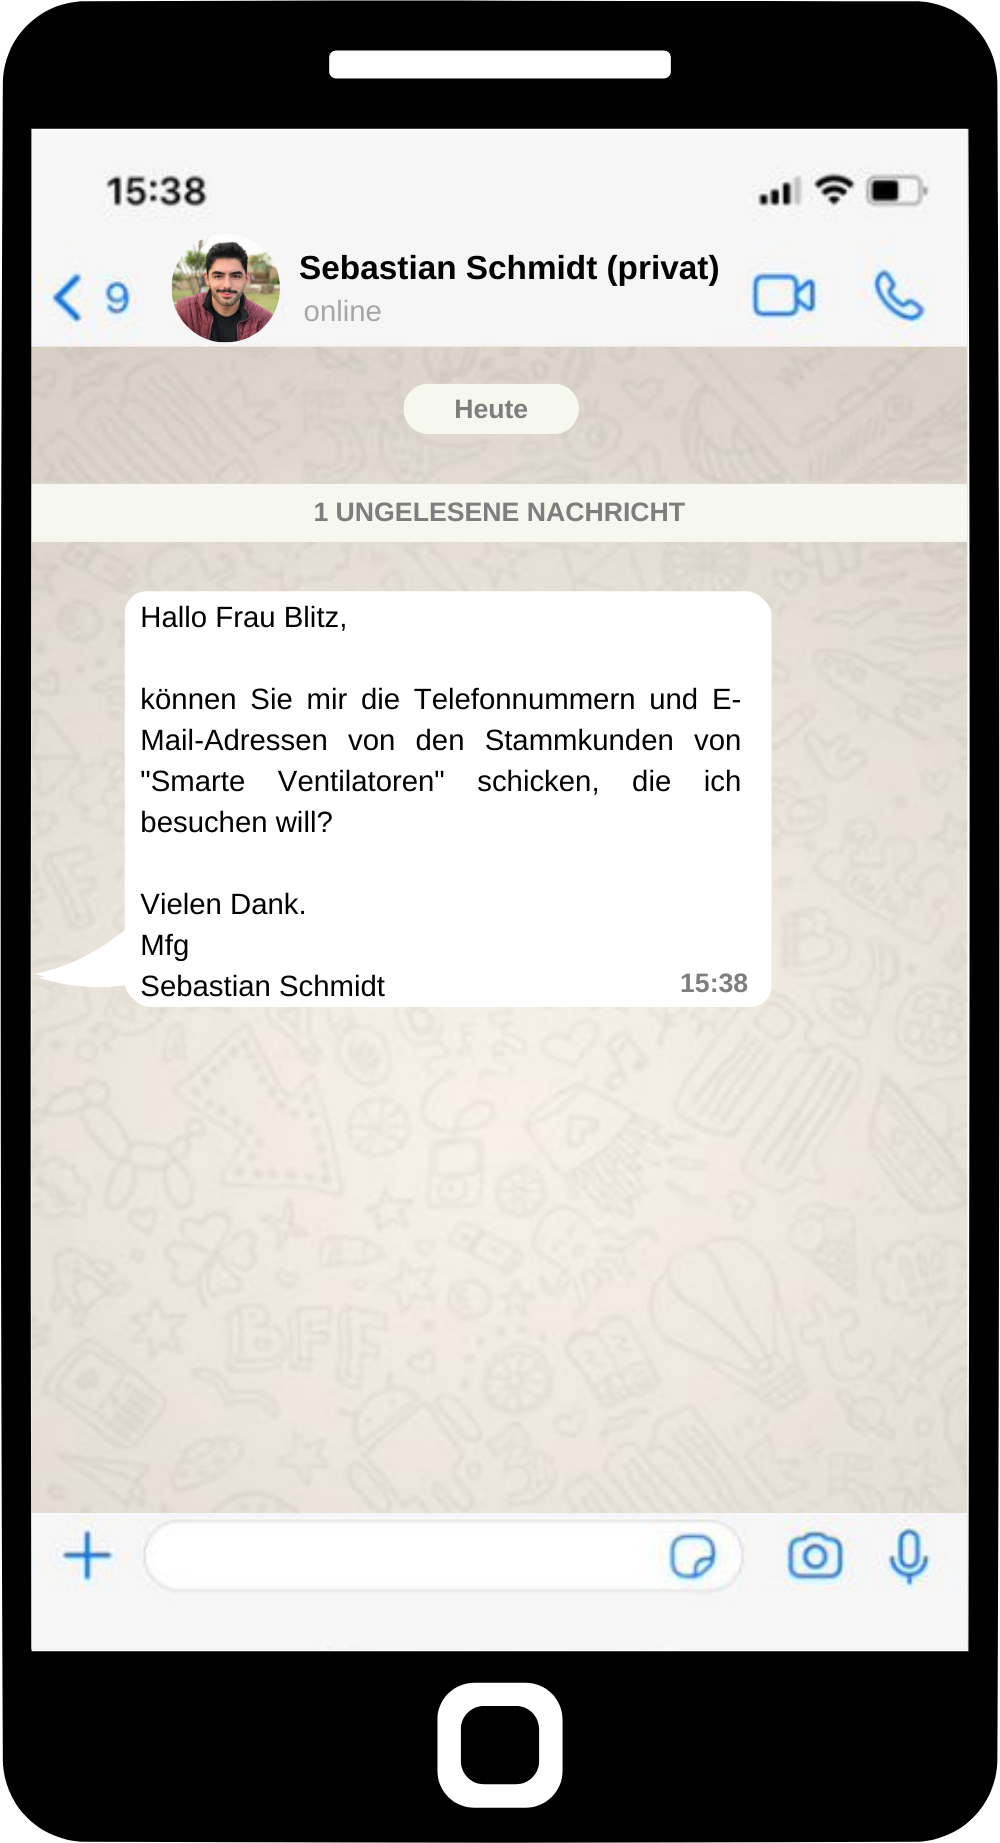 15:38
9
Sebastian Schmidt (privat)
online
Heute
1 UNGELESENE NACHRICHT
Hallo Frau Blitz,
können Sie mir die Telefonnummern und E-
Mail-Adressen von den Stammkunden von
"Smarte Ventilatoren" schicken, die ich
besuchen will?
Vielen Dank.
Mfg
Sebastian Schmidt
15:38
BFF